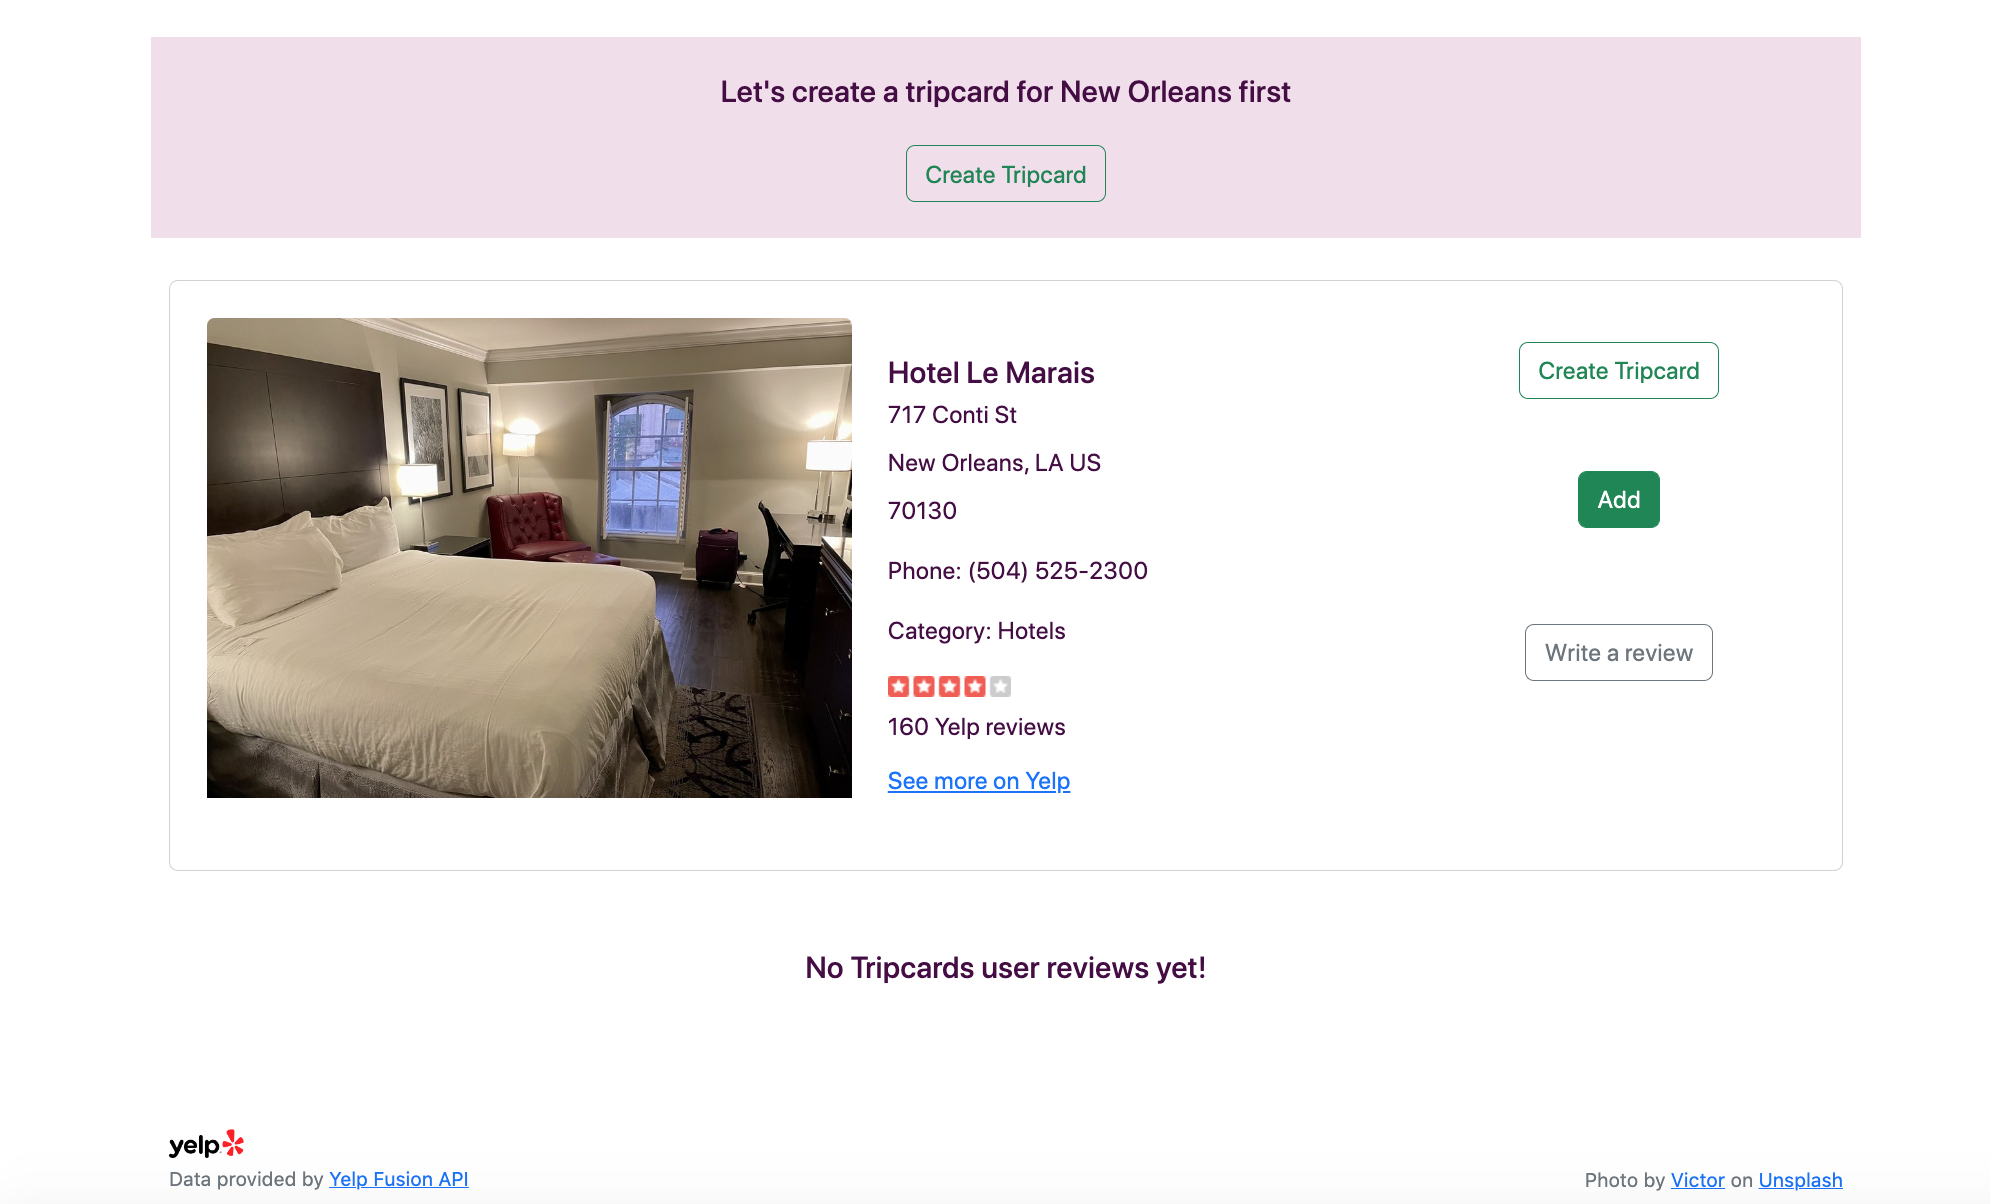 Let's create a tripcard for New Orleans first
Create Tripcard
Hotel Le Marais
717 Conti St
New Orleans, LA US
70130
Phone: (504) 525-2300
Category: Hotels
160 Yelp reviews
See more on Yelp
Create Tripcard
Add
Write a review
No Tripcards user reviews yet!
yelp
Data provided by Yelp Fusion API
Photo by Victor on Unsplash